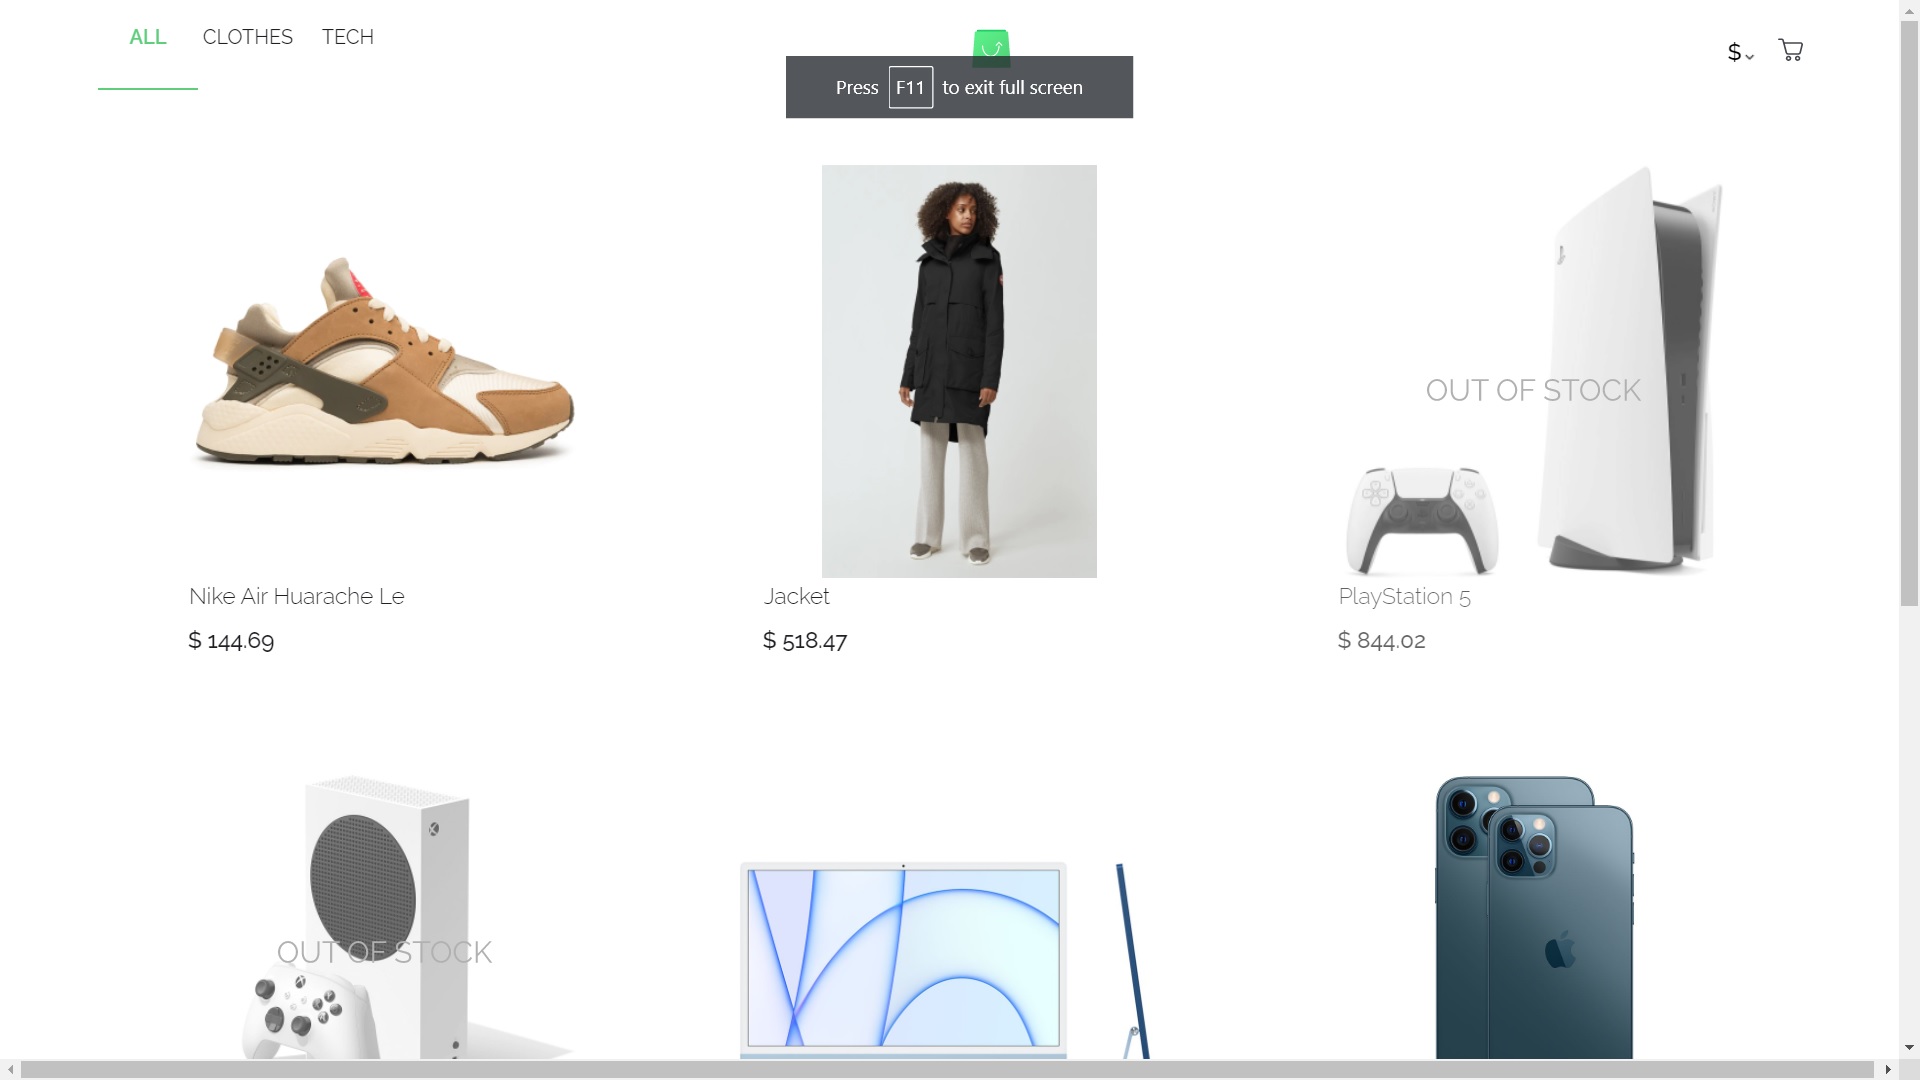 ALL CLOTHES TECH
$
Press F11 to exit full screen
OUT OF STOCK
Nike Air Huarache Le
$ 144.69
Jacket
$ 518.47
PlayStation 5
$ 844.02
OUT OF STOCK